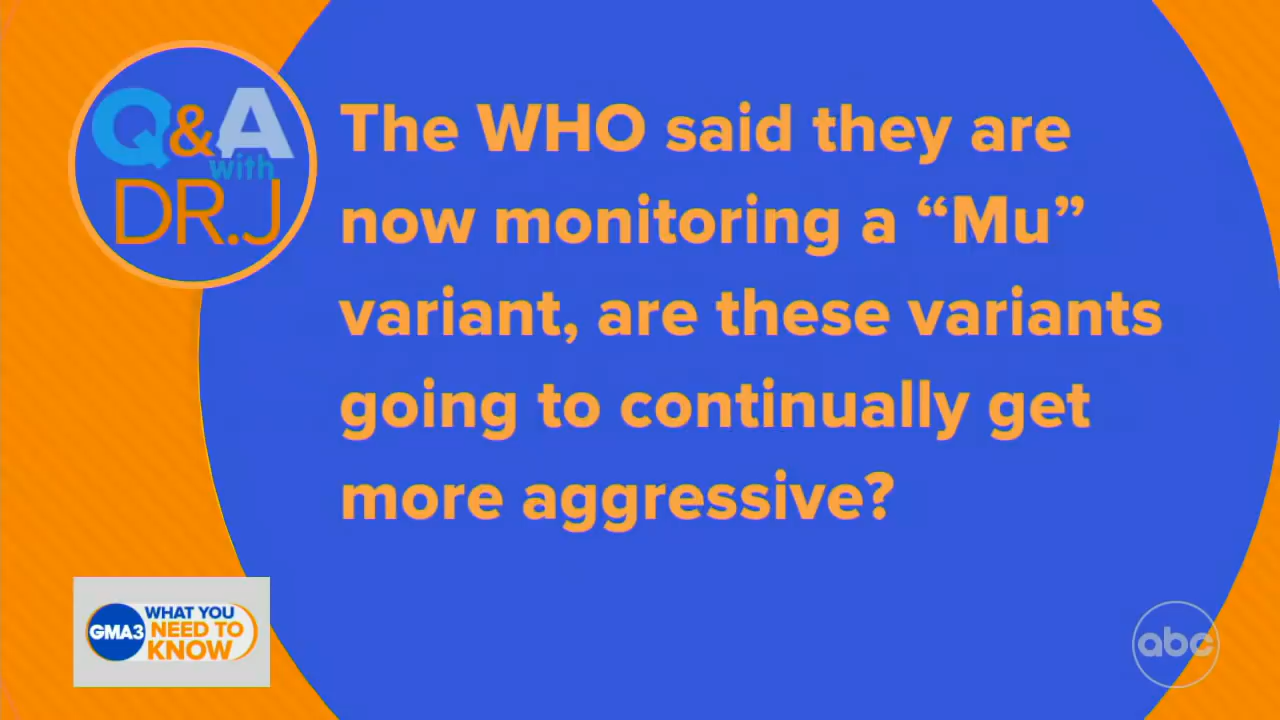 Q&A
with
DR.J
The WHO said they are
now monitoring a “Mu”
variant, are these variants
going to continually get
more aggressive?
GMA3
WHAT YOU
NEED TO
KNOW
abc